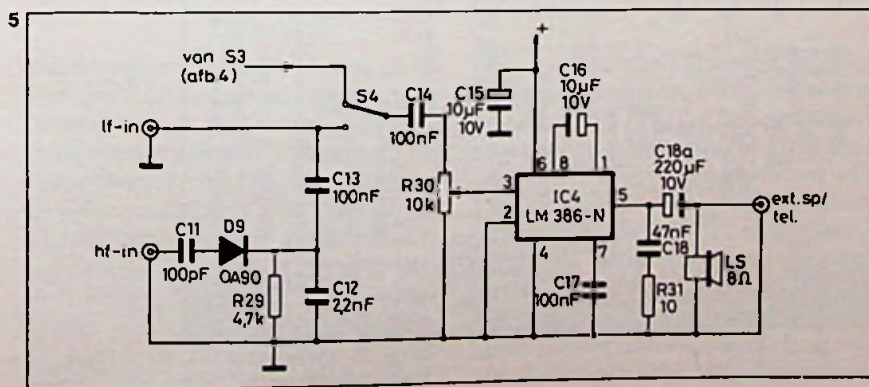 5
van S3
(afb.4)
S4
C14
100nF
C15
10µF
10V
+
C16
10µF
10V
lf-in
C13
100nF
R30
10k
6 8 1
3
2
IC4
LM 386-N
5
4 7
C18a
220µF
10V
ext.sp/
tel.
47nF
C18
LS
8Ω
hf-in
C11
100pF
D9
OA90
R29
4,7k
C12
2,2nF
C17
100nF
R31
10